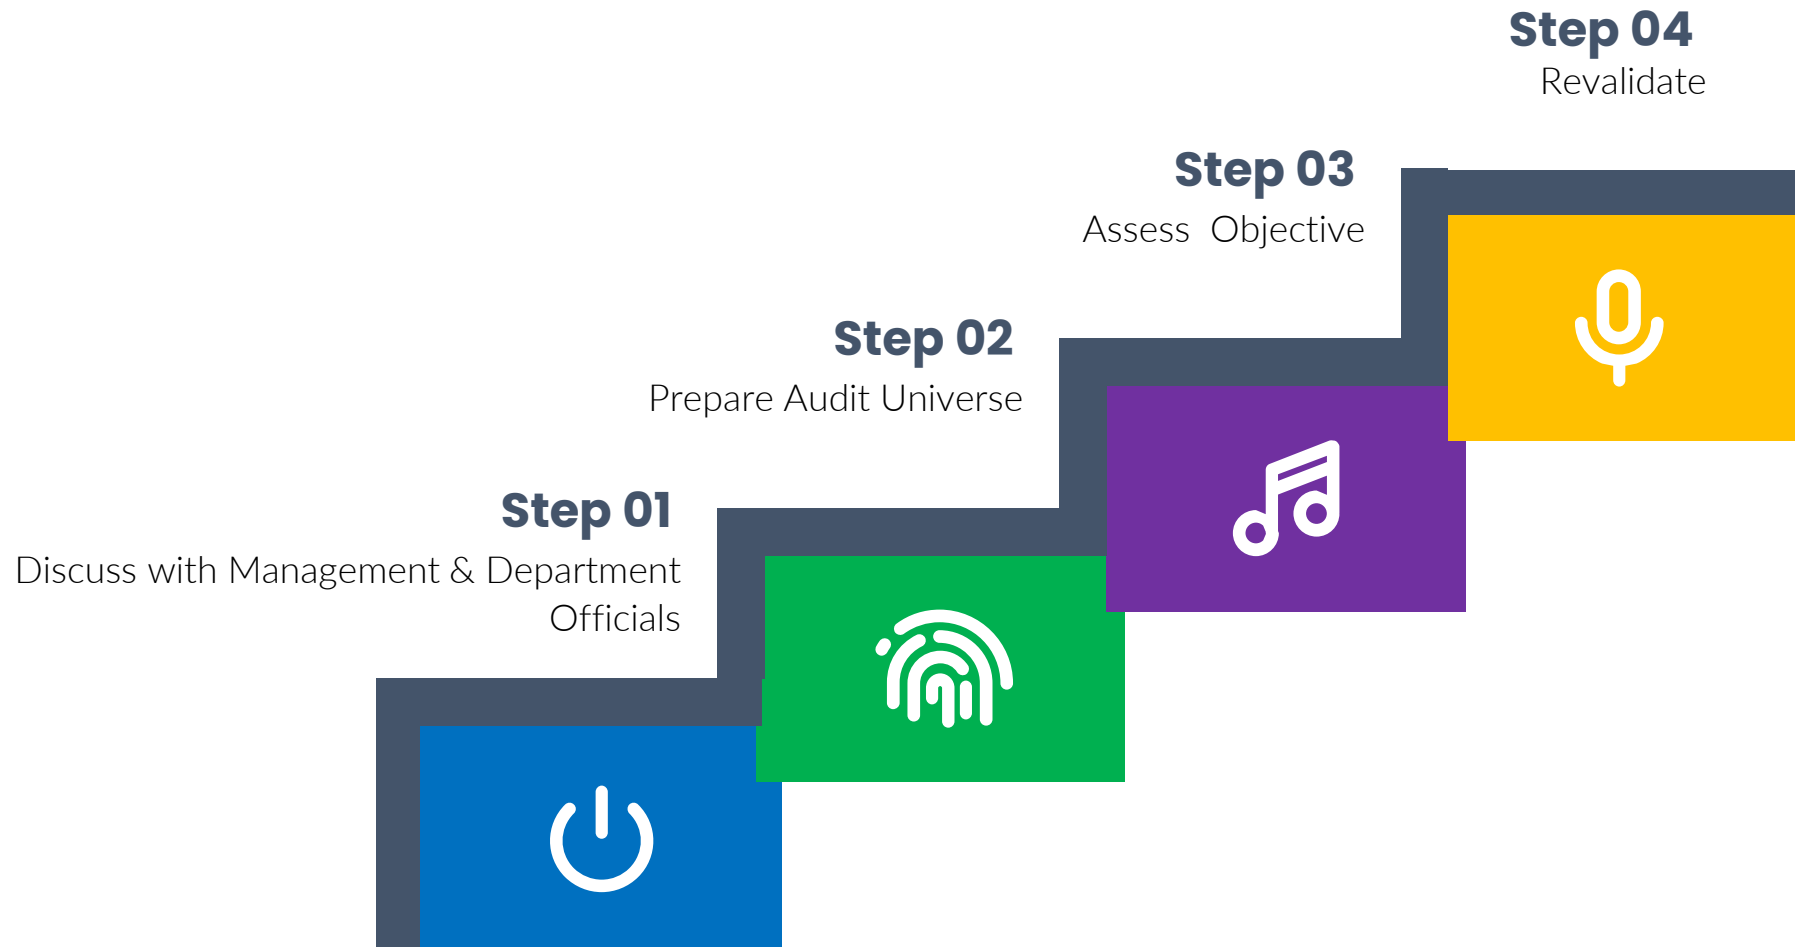 Step 04
Revalidate
Step 03
Assess  Objective
Step 02
Prepare Audit Universe
Step 01
Discuss with Management & Department
Officials